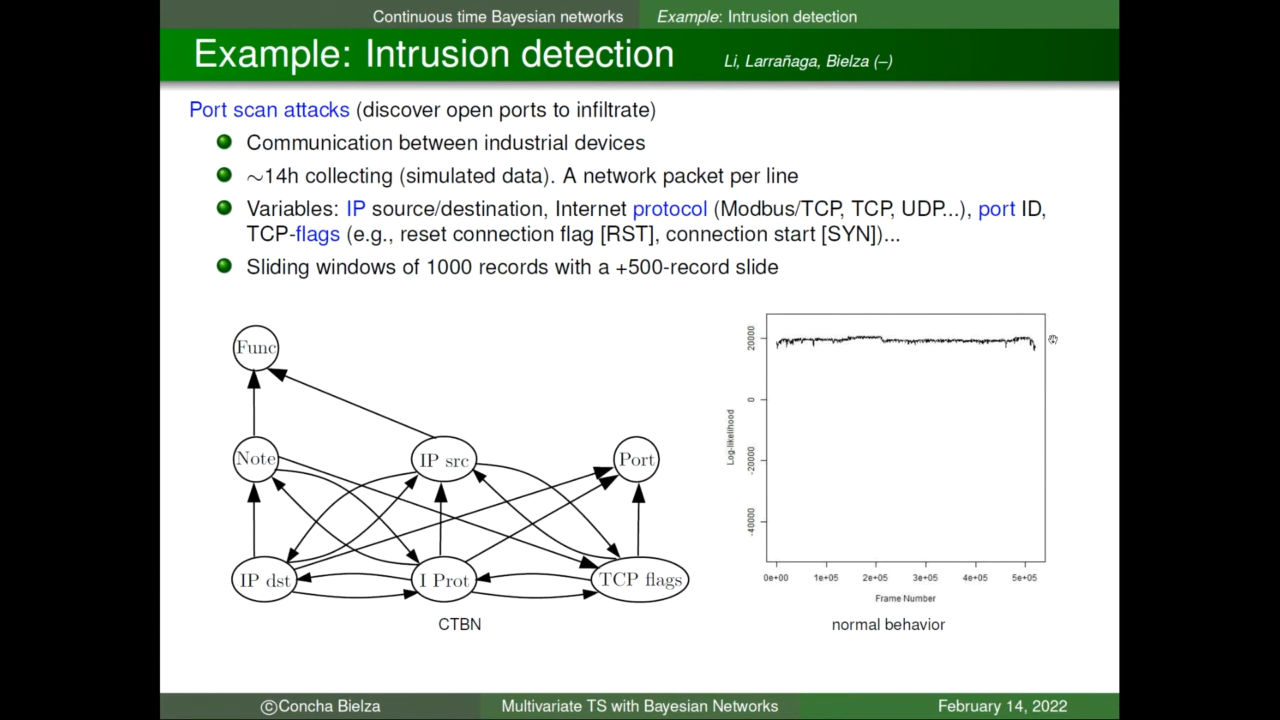 Continuous time Bayesian networks Example: Intrusion detection
Example: Intrusion detection Li, Larrañaga, Bielza (–)
Port scan attacks (discover open ports to infiltrate)
Communication between industrial devices
∼14h collecting (simulated data). A network packet per line
Variables: IP source/destination, Internet protocol (Modbus/TCP, TCP, UDP...), port ID,
TCP-flags (e.g., reset connection flag [RST], connection start [SYN])...
Sliding windows of 1000 records with a +500-record slide
Func
Note
IP src
Port
IP dst
I Prot
TCP flags
CTBN
Log-likelihood
20000
0
-20000
-40000
0e+00 1e+05 2e+05 3e+05 4e+05 5e+05
Frame Number
normal behavior
©Concha Bielza Multivariate TS with Bayesian Networks February 14, 2022